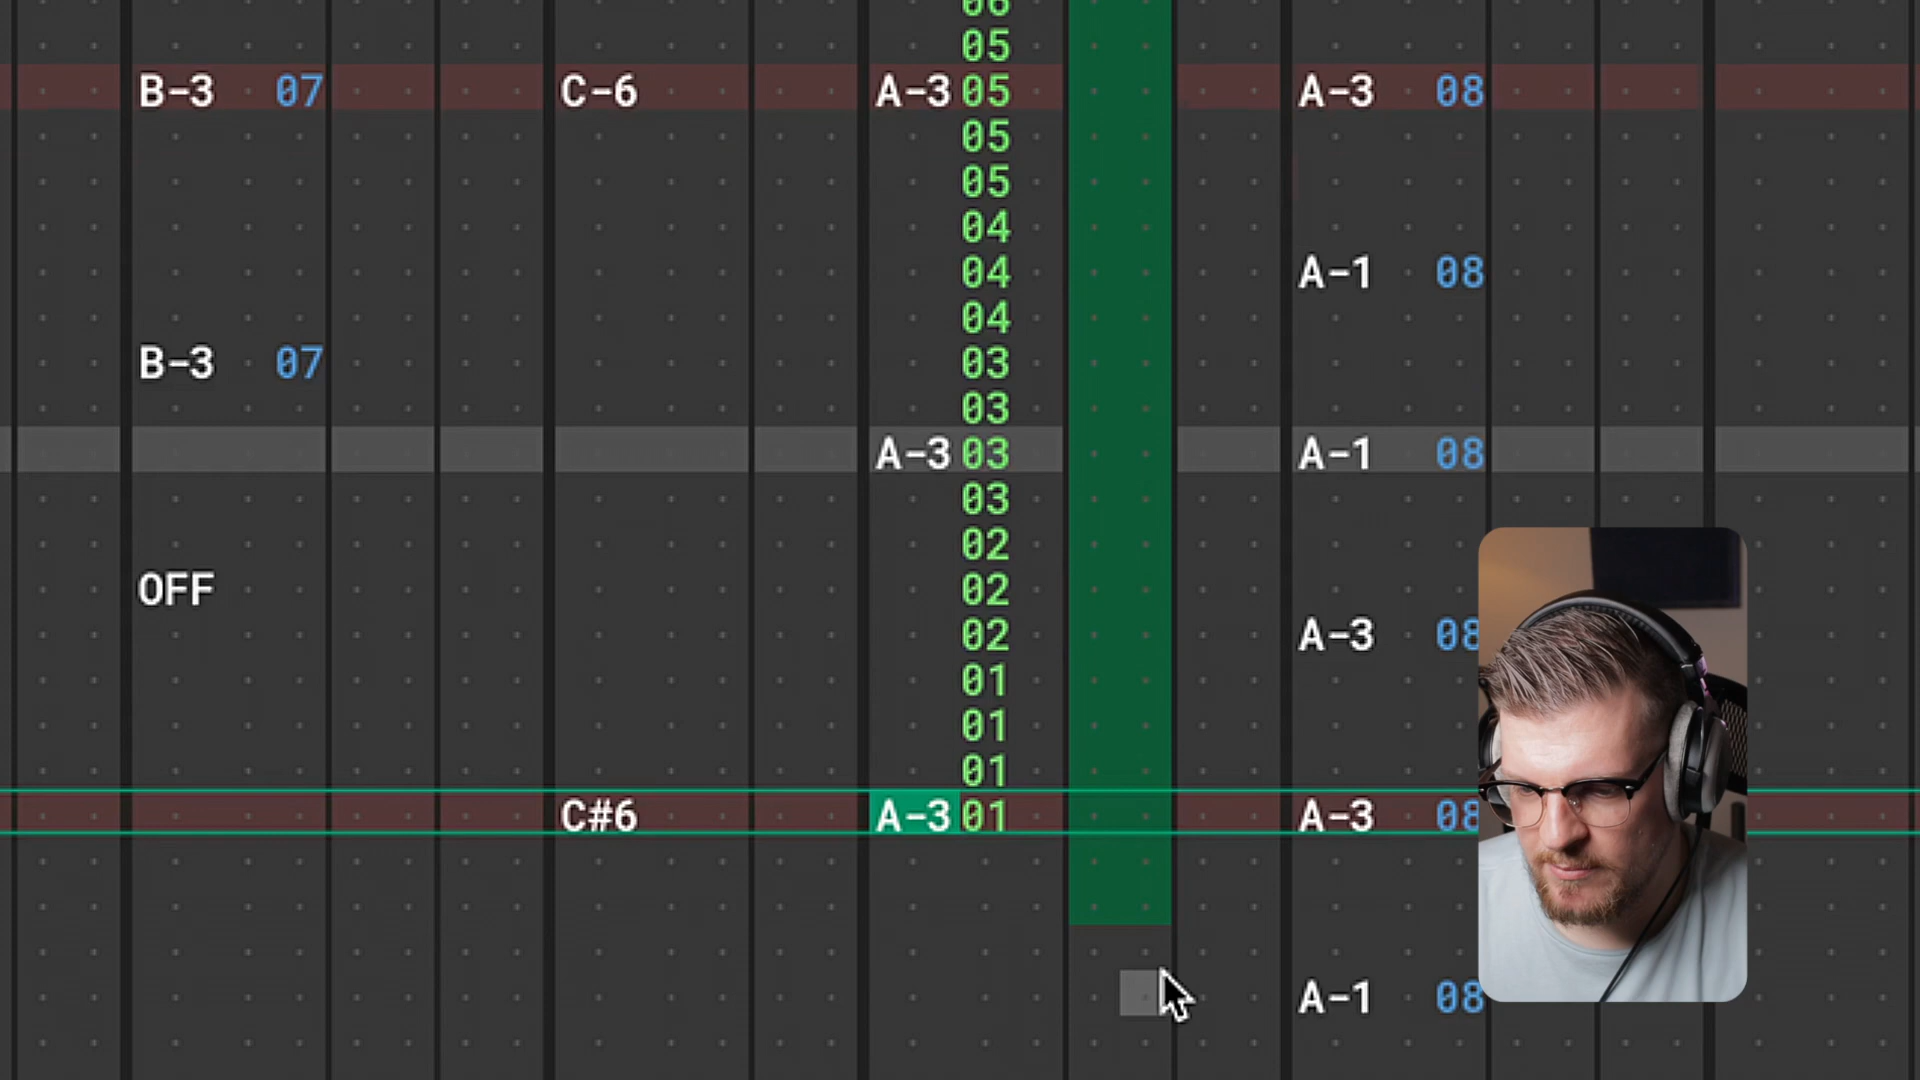 06
05
B-3 07 C-6 A-3 05 A-3 08
05
05
04
04 A-1 08
04
B-3 07 03
03
A-3 03 A-1 08
03
02
OFF 02
02 A-3 08
01
01
01
C#6 A-3 01 A-3 08
A-1 08